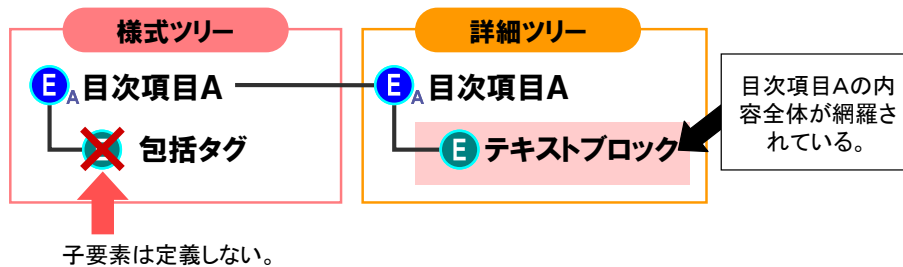 様式ツリー
詳細ツリー
E A 目次項目A
E A 目次項目A
包括タグ
E テキストブロック
目次項目Aの内
容全体が網羅さ
れている。
子要素は定義しない。